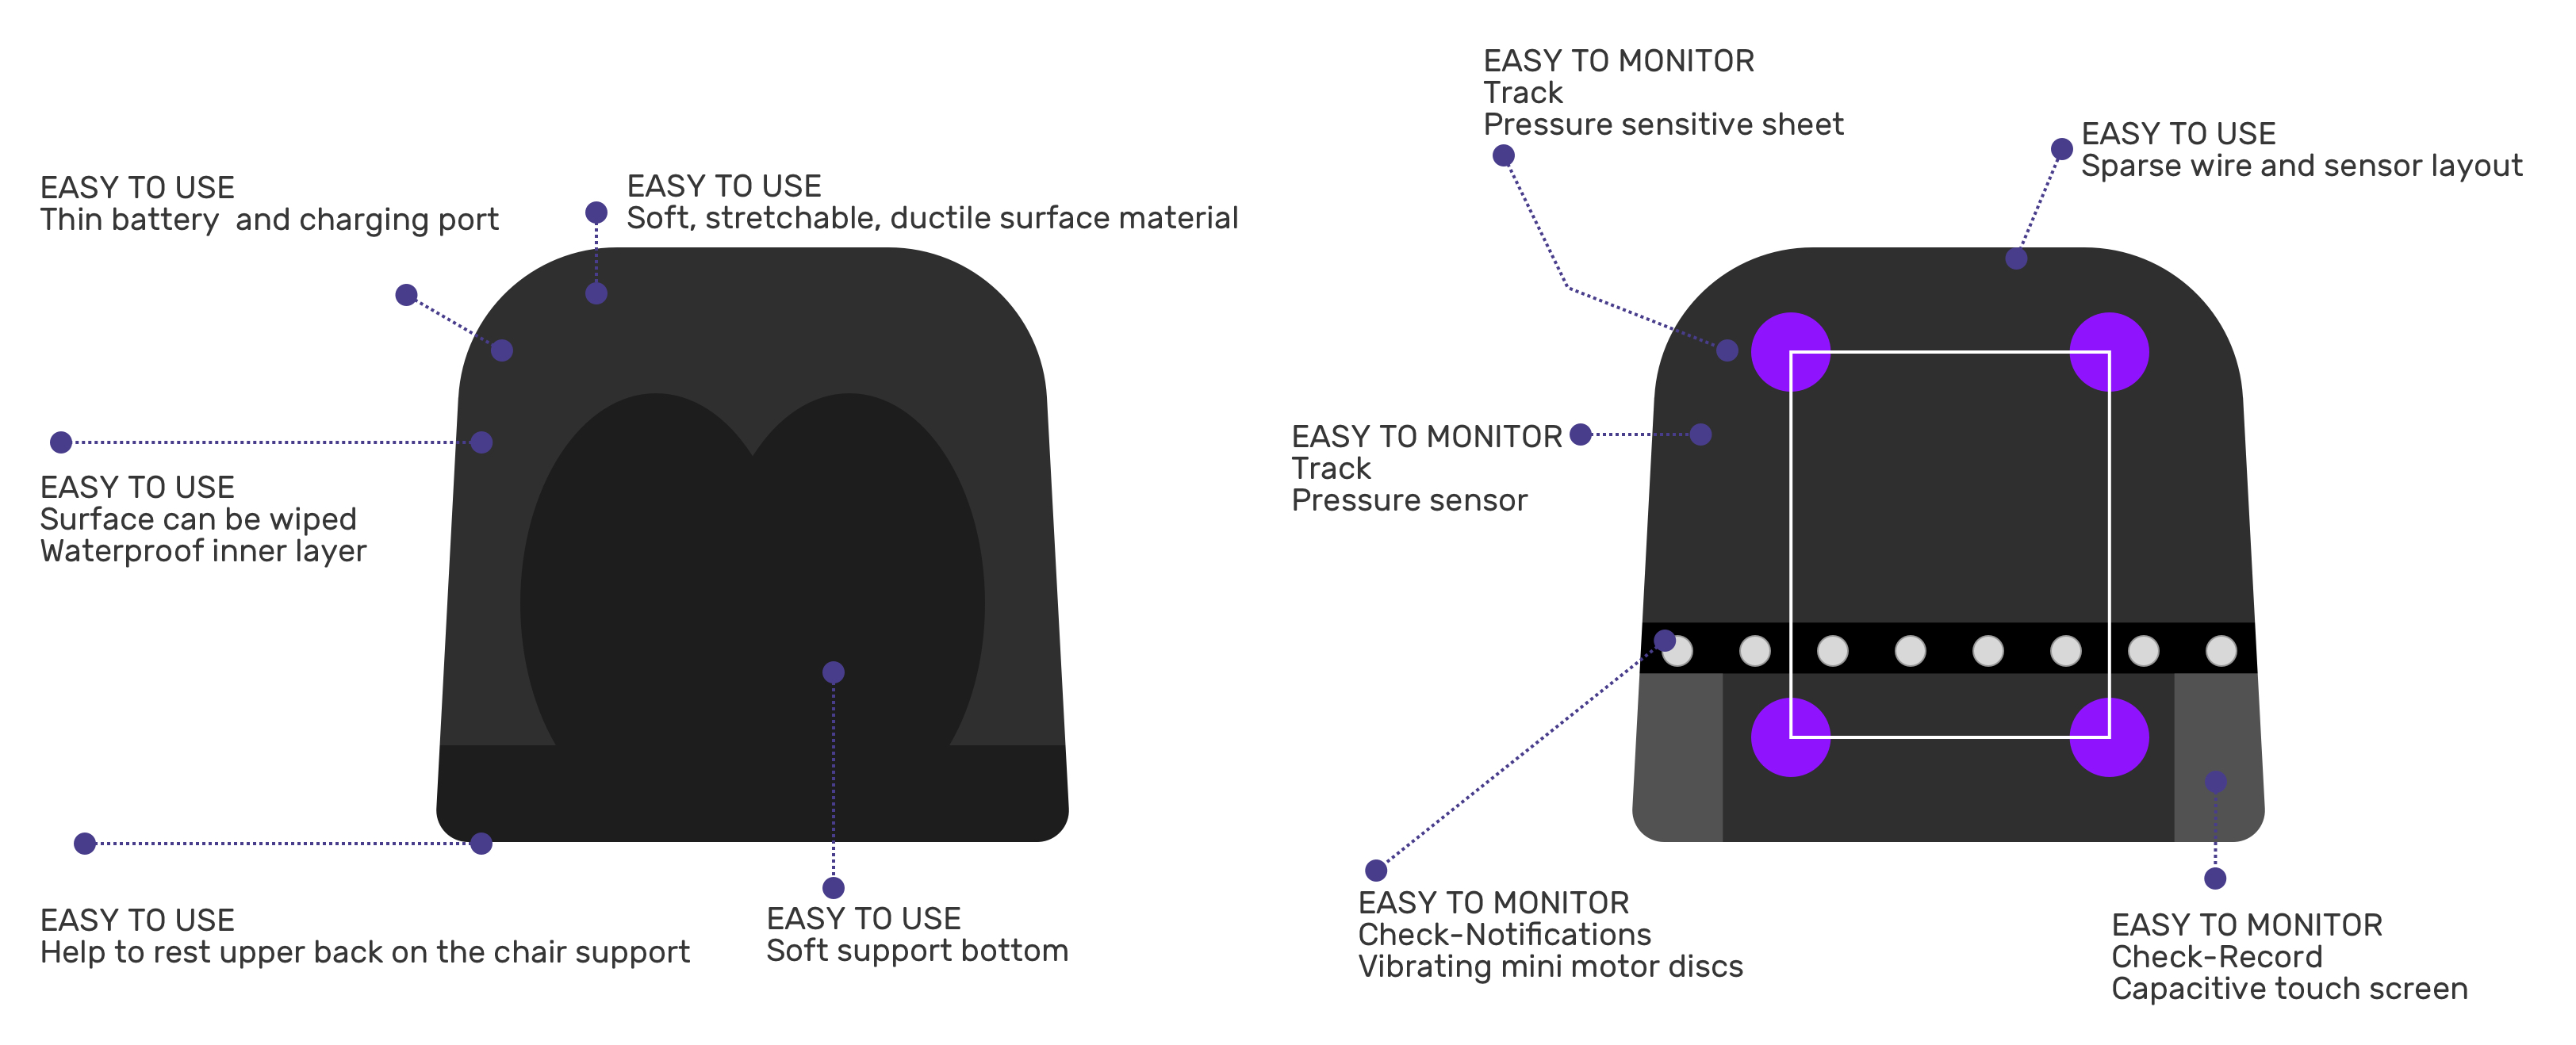 EASY TO USE
Thin battery  and charging port
EASY TO USE
Soft, stretchable, ductile surface material
EASY TO USE
Surface can be wiped
Waterproof inner layer
EASY TO USE
Help to rest upper back on the chair support
EASY TO USE
Soft support bottom
EASY TO MONITOR
Track
Pressure sensitive sheet
EASY TO USE
Sparse wire and sensor layout
EASY TO MONITOR
Track
Pressure sensor
EASY TO MONITOR
Check-Notifications
Vibrating mini motor discs
EASY TO MONITOR
Check-Record
Capacitive touch screen